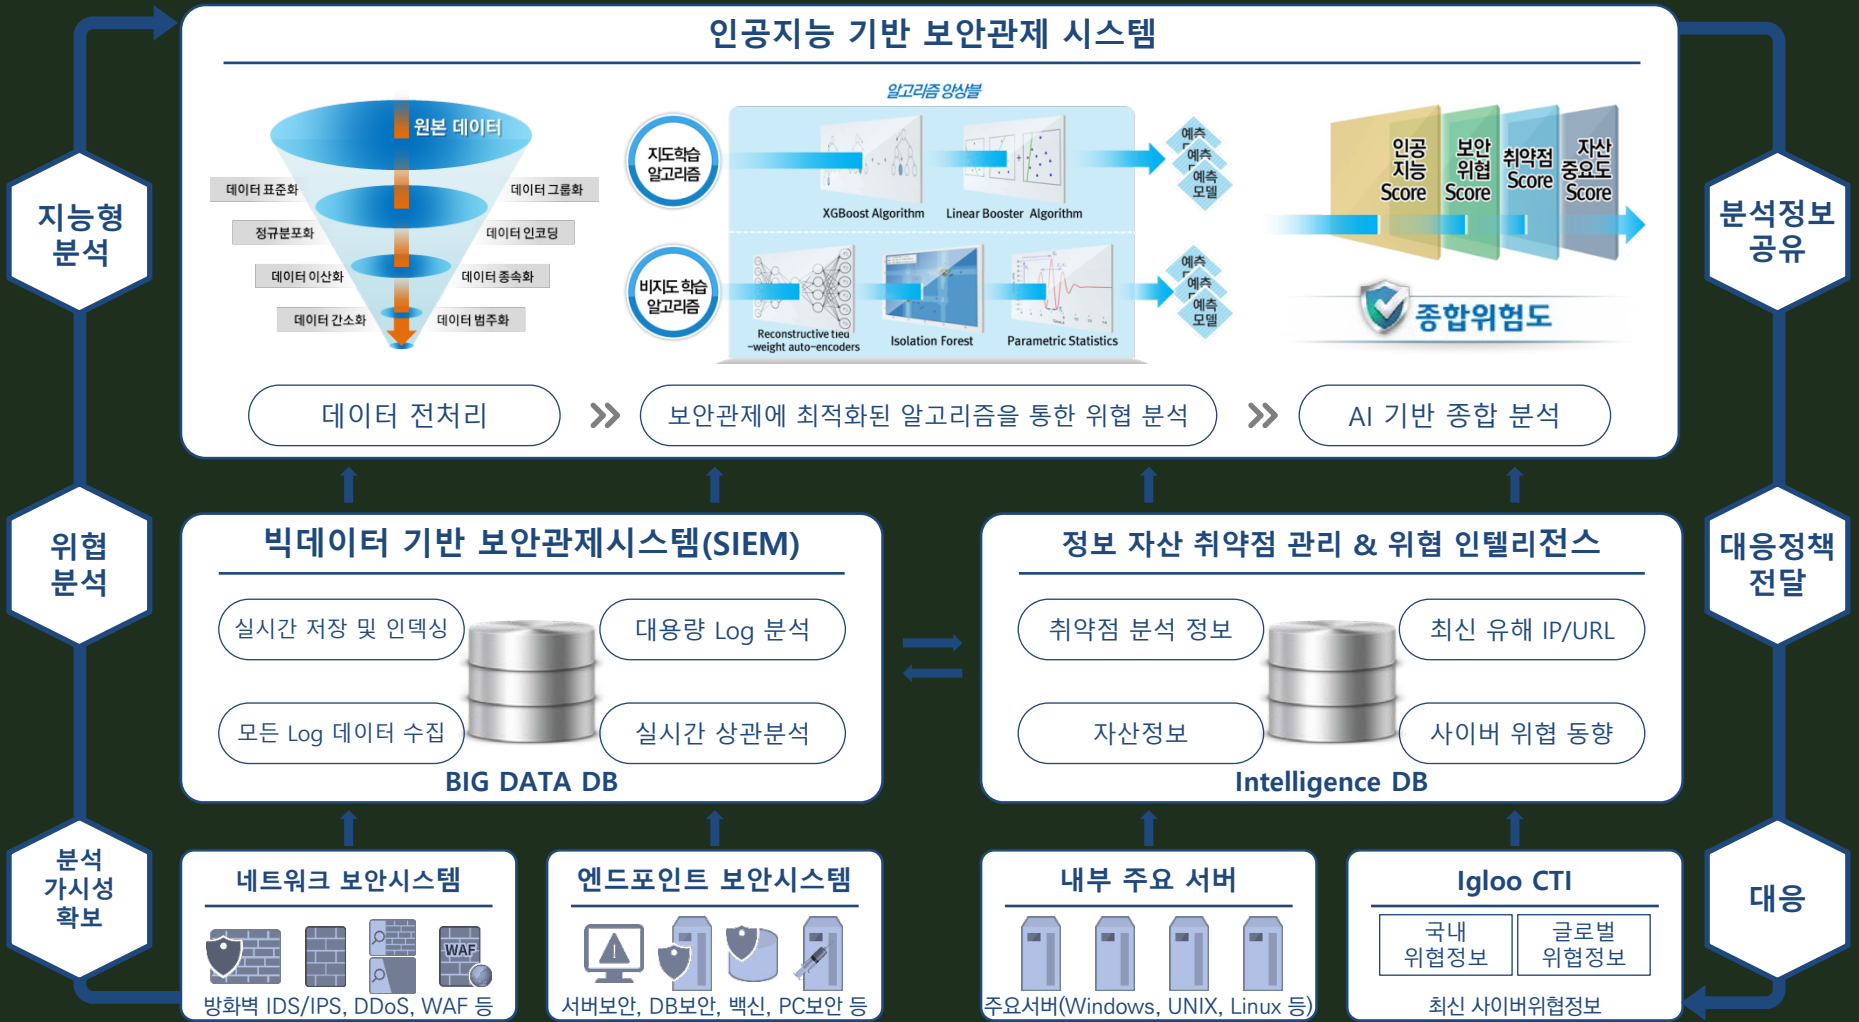 인공지능 기반 보안관제 시스템
원본 데이터
데이터 표준화
데이터 그룹화
정규분포화
데이터 인코딩
데이터 이산화
데이터 종속화
데이터 간소화
데이터 범주화
알고리즘 앙상블
지도학습
알고리즘
XGBoost Algorithm
Linear Booster Algorithm
예측
예측
예측
모델
비지도 학습
알고리즘
Reconstructive tied
-weight auto-encoders
Isolation Forest
Parametric Statistics
예측
예측
예측
모델
인공
지능
Score
보안
위협
Score
취약점
Score
자산
중요도
Score
종합위험도
데이터 전처리
보안관제에 최적화된 알고리즘을 통한 위협 분석
AI 기반 종합 분석
지능형
분석
위협
분석
분석
가시성
확보
분석정보
공유
대응정책
전달
대응
빅데이터 기반 보안관제시스템(SIEM)
실시간 저장 및 인덱싱
대용량 Log 분석
모든 Log 데이터 수집
실시간 상관분석
BIG DATA DB
정보 자산 취약점 관리 & 위협 인텔리전스
취약점 분석 정보
최신 유해 IP/URL
자산정보
사이버 위협 동향
Intelligence DB
네트워크 보안시스템
WAF
방화벽 IDS/IPS, DDoS, WAF 등
엔드포인트 보안시스템
서버보안, DB보안, 백신, PC보안 등
내부 주요 서버
주요서버(Windows, UNIX, Linux 등)
Igloo CTI
국내
위협정보
글로벌
위협정보
최신 사이버위협정보